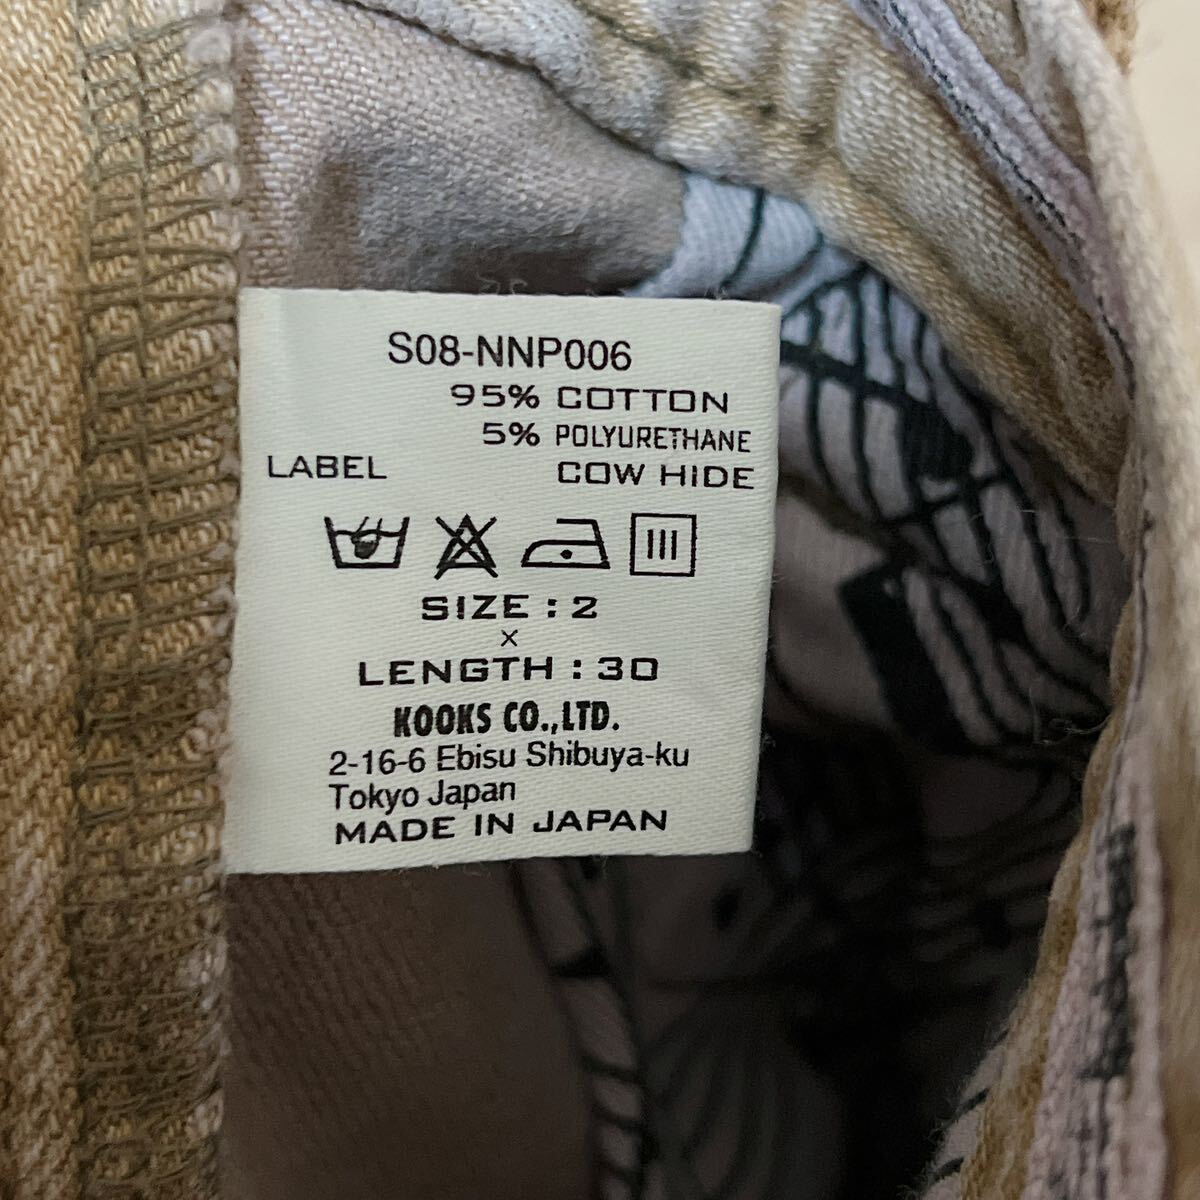 S08-NNP006
95% COTTON
5% POLYURETHANE
LABEL COW HIDE
SIZE : 2
×
LENGTH : 30
KOOKS CO.,LTD.
2-16-6 Ebisu Shibuya-ku
Tokyo Japan
MADE IN JAPAN